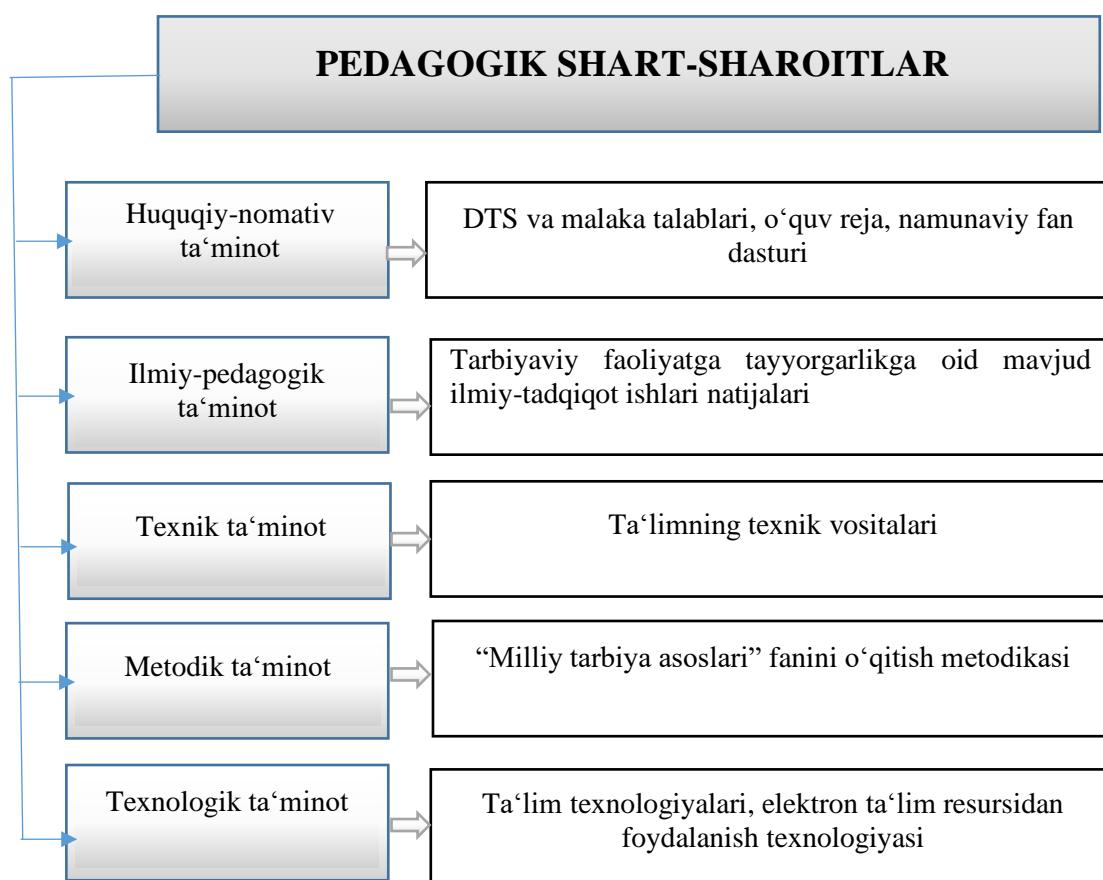 PEDAGOGIK SHART-SHAROITLAR
Huquqiy-nomativ
ta‘minot
DTS va malaka talablari, o‘quv reja, namunaviy fan
dasturi
Ilmiy-pedagogik
ta‘minot
Tarbiyaviy faoliyatga tayyorgarlikga oid mavjud
ilmiy-tadqiqot ishlari natijalari
Texnik ta‘minot
Ta‘limning texnik vositalari
Metodik ta‘minot
“Milliy tarbiya asoslari” fanini o‘qitish metodikasi
Texnologik ta‘minot
Ta‘lim texnologiyalari, elektron ta‘lim resursidan
foydalanish texnologiyasi